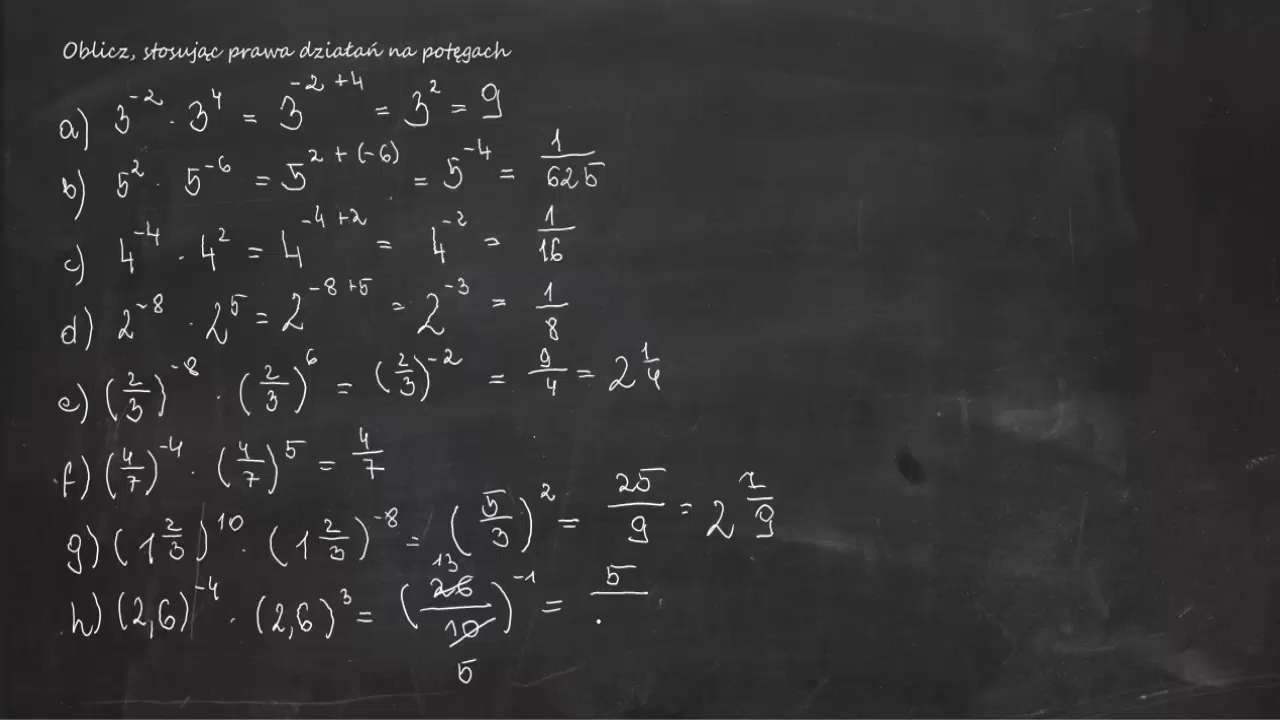 Oblicz, stosując prawa działań na potęgach
a) 3^-2 · 3^4 = 3^-2+4 = 3^2 = 9
b) 5^2 · 5^-6 = 5^2+(-6) = 5^-4 = 1/625
c) 4^-4 · 4^2 = 4^-4+2 = 4^-2 = 1/16
d) 2^-8 · 2^5 = 2^-8+5 = 2^-3 = 1/8
e) (2/3)^-8 · (2/3)^6 = (2/3)^-2 = 9/4 = 2 1/4
f) (4/7)^-4 · (4/7)^5 = 4/7
g) (1 2/3)^10 · (1 2/3)^-8 = (5/3)^2 = 25/9 = 2 7/9
13
h) (2,6)^-4 · (2,6)^3 = (26/10)^-1 = 5/
5